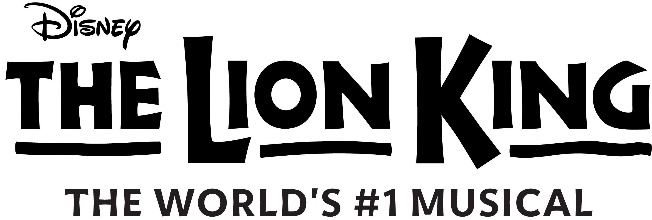 Disney
THE LION KING
THE WORLD'S #1 MUSICAL